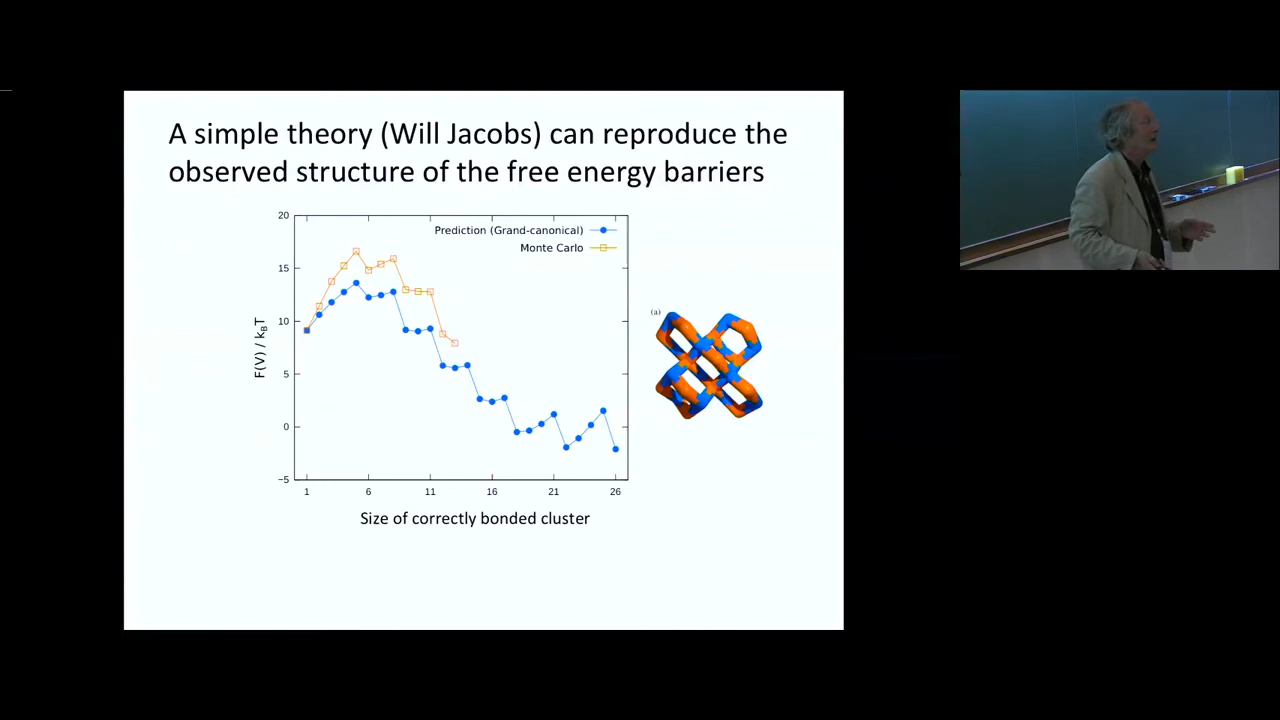 A simple theory (Will Jacobs) can reproduce the
observed structure of the free energy barriers
20
15
10
5
0
−5
F(V) / kBT
Prediction (Grand-canonical)
Monte Carlo
1 6 11 16 21 26
Size of correctly bonded cluster
(a)